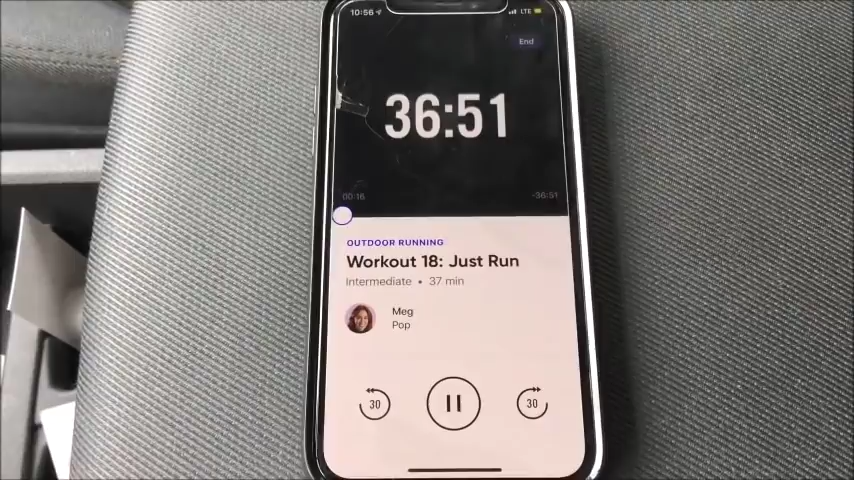 10:56
LTE
End
36:51
00:16
-36:51
OUTDOOR RUNNING
Workout 18: Just Run
Intermediate • 37 min
Meg
Pop
30
30